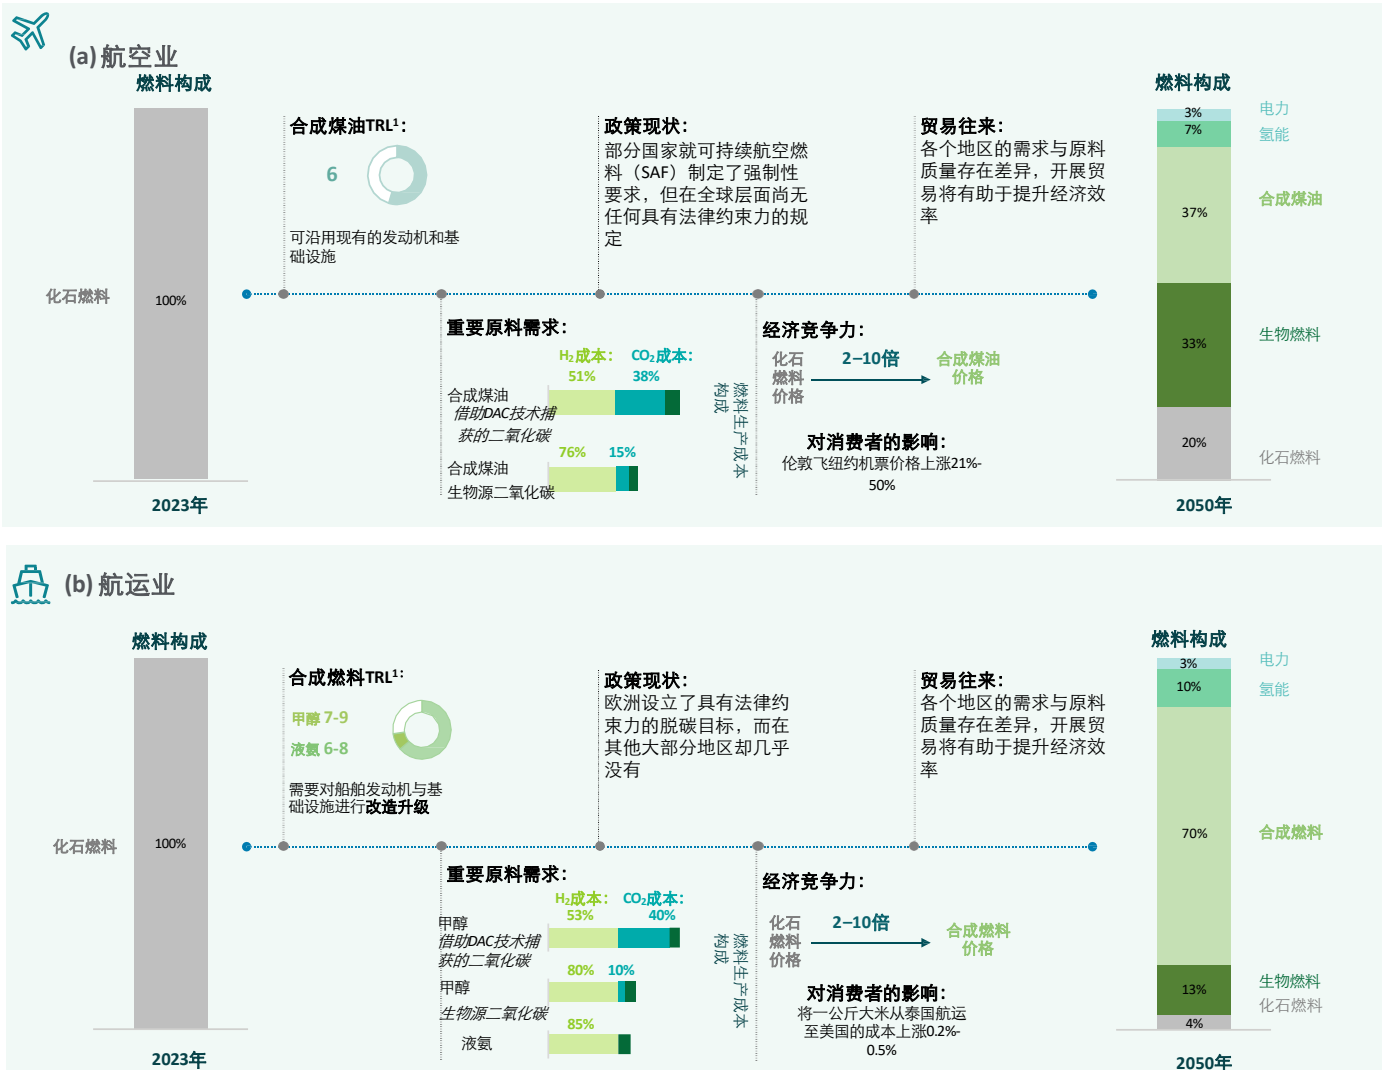 (a) 航空业
燃料构成
化石燃料
100%
2023年
合成煤油TRL¹：
6
可沿用现有的发动机和基
础设施
重要原料需求：
H₂成本：
CO₂成本：
51%
38%
合成煤油
借助DAC技术捕
获的二氧化碳
76%
15%
合成煤油
生物源二氧化碳
燃料生产成本
构成
政策现状：
部分国家就可持续航空燃
料（SAF）制定了强制性
要求，但在全球层面尚无
任何具有法律约束力的规
定
经济竞争力：
化石
燃料
价格
2–10倍
合成煤油
价格
对消费者的影响：
伦敦飞纽约机票价格上涨21%-
50%
贸易往来：
各个地区的需求与原料
质量存在差异，开展贸
易将有助于提升经济效
率
燃料构成
3%
电力
7%
氢能
37%
合成煤油
33%
生物燃料
20%
化石燃料
2050年
(b) 航运业
燃料构成
化石燃料
100%
2023年
合成燃料TRL¹：
甲醇 7-9
液氨 6-8
需要对船舶发动机与基
础设施进行改造升级
重要原料需求：
H₂成本：
CO₂成本：
53%
40%
甲醇
借助DAC技术捕
获的二氧化碳
80%
10%
甲醇
生物源二氧化碳
85%
液氨
燃料生产成本
构成
政策现状：
欧洲设立了具有法律约
束力的脱碳目标，而在
其他大部分地区却几乎
没有
经济竞争力：
化石
燃料
价格
2–10倍
合成燃料
价格
对消费者的影响：
将一公斤大米从泰国航运
至美国的成本上涨0.2%-
0.5%
贸易往来：
各个地区的需求与原料
质量存在差异，开展贸
易将有助于提升经济效
率
燃料构成
3%
电力
10%
氢能
70%
合成燃料
13%
生物燃料
4%
化石燃料
2050年